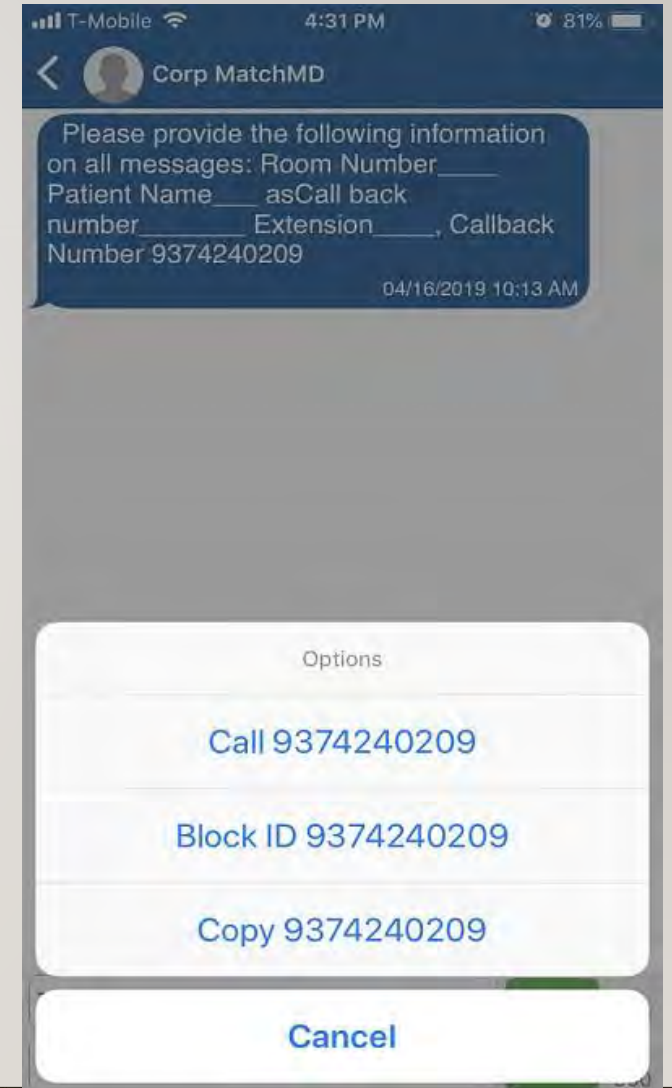 T-Mobile 4:31 PM 81%
Corp MatchMD
Please provide the following information
on all messages: Room Number____
Patient Name___ asCall back
number_______ Extension____, Callback
Number 9374240209
04/16/2019 10:13 AM
Options
Call 9374240209
Block ID 9374240209
Copy 9374240209
Cancel